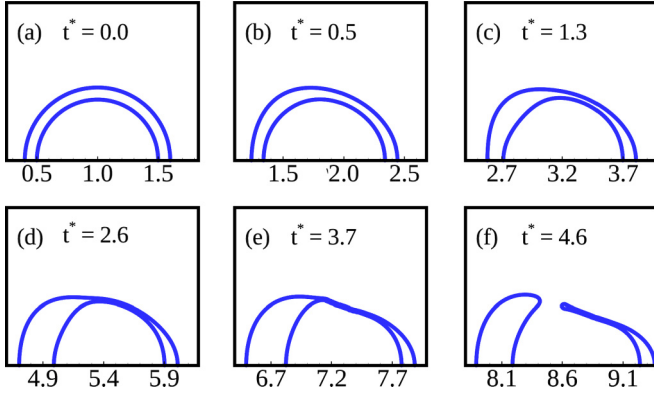 (a) t* = 0.0
(b) t* = 0.5
(c) t* = 1.3
0.5 1.0 1.5
1.5 2.0 2.5
2.7 3.2 3.7
(d) t* = 2.6
(e) t* = 3.7
(f) t* = 4.6
4.9 5.4 5.9
6.7 7.2 7.7
8.1 8.6 9.1